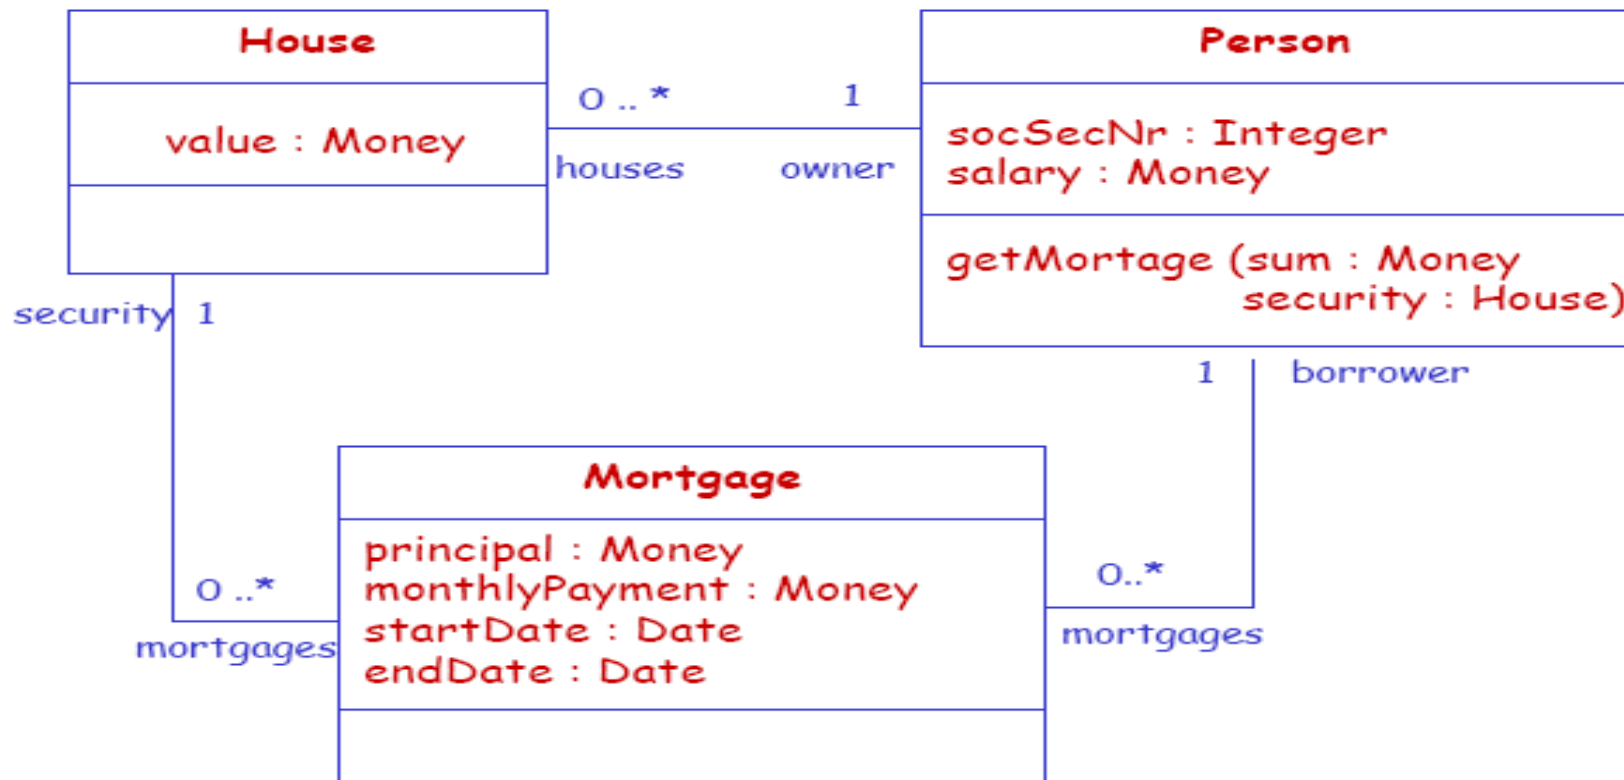 House
value : Money
0 .. *
1
houses
owner
Person
socSecNr : Integer
salary : Money
getMortage (sum : Money
security : House)
security 1
1 borrower
Mortgage
principal : Money
monthlyPayment : Money
startDate : Date
endDate : Date
0 ..*
mortgages
0..*
mortgages